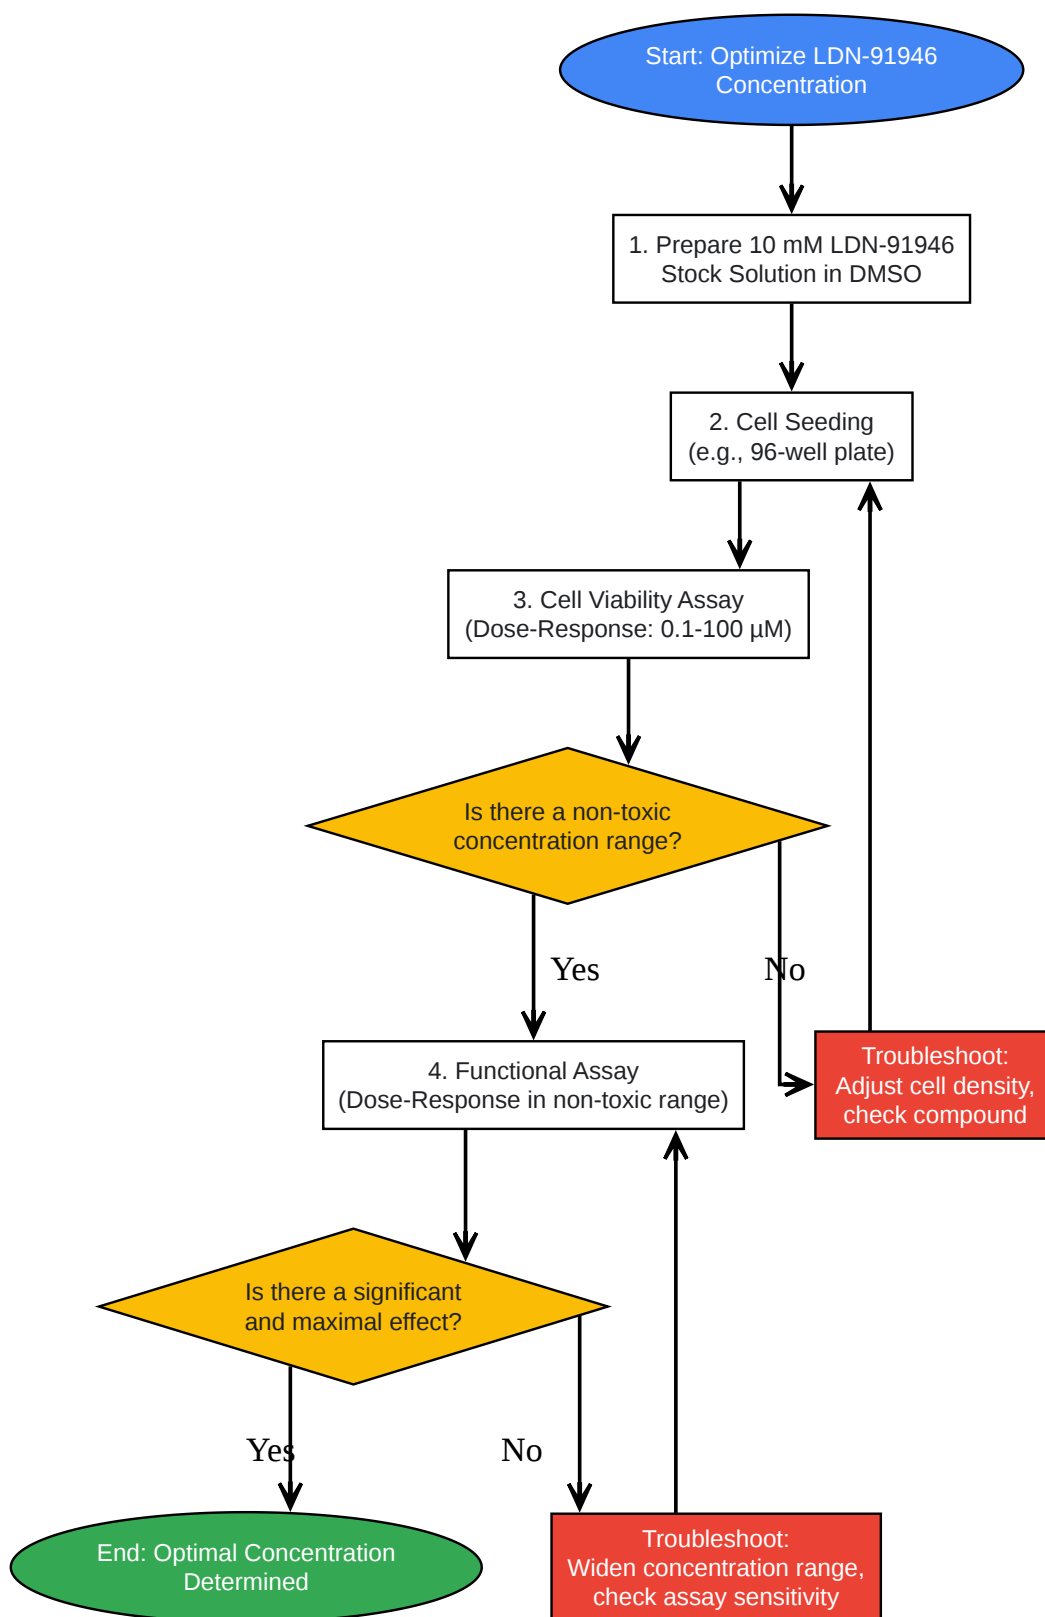 Start: Optimize LDN-91946
Concentration
1. Prepare 10 mM LDN-91946
Stock Solution in DMSO
2. Cell Seeding
(e.g., 96-well plate)
3. Cell Viability Assay
(Dose-Response: 0.1-100 µM)
Is there a non-toxic
concentration range?
Yes
No
4. Functional Assay
(Dose-Response in non-toxic range)
Troubleshoot:
Adjust cell density,
check compound
Is there a significant
and maximal effect?
Yes
No
End: Optimal Concentration
Determined
Troubleshoot:
Widen concentration range,
check assay sensitivity